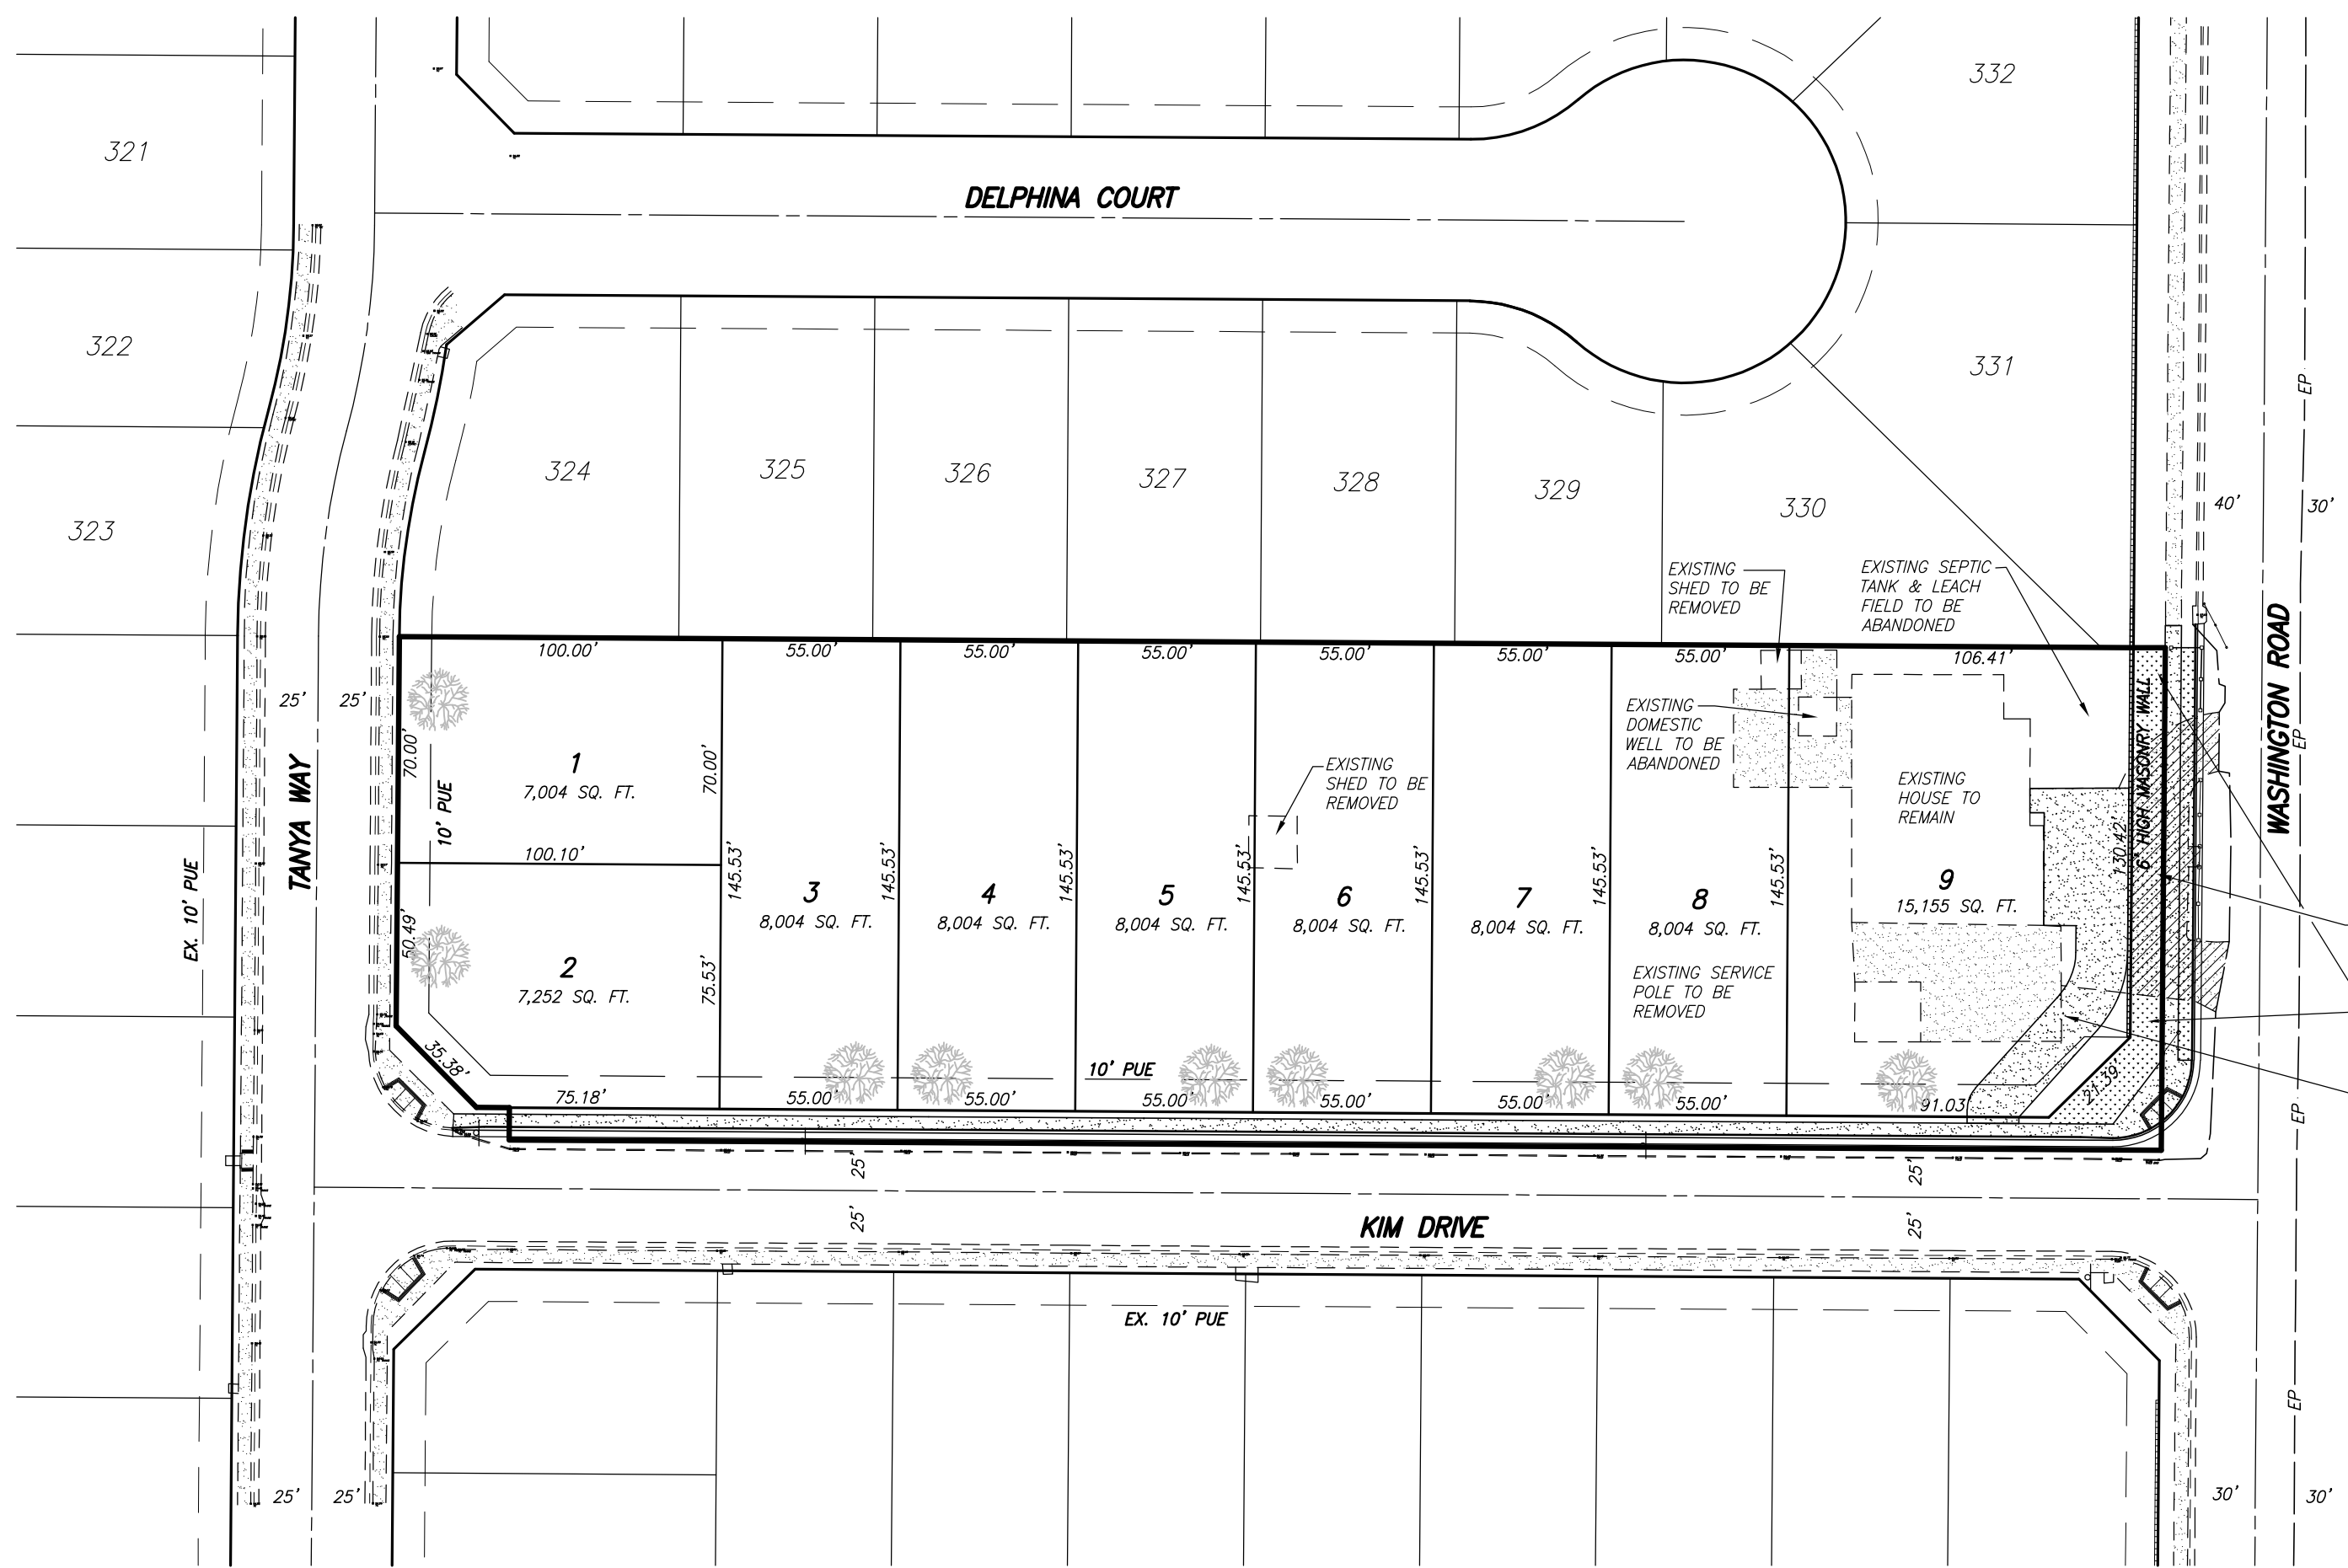 332
321
DELPHINA COURT
322
331
EP
324
325
326
327
328
329
330
323
40'
30'
EXISTING
SHED TO BE
REMOVED
EXISTING SEPTIC
TANK & LEACH
FIELD TO BE
ABANDONED
WASHINGTON ROAD
100.00'
55.00'
55.00'
55.00'
55.00'
55.00'
55.00'
106.41'
25'
25'
TANYA WAY
70.00'
10' PUE
1
7,004 SQ. FT.
70.00'
EXISTING
DOMESTIC
WELL TO BE
ABANDONED
EXISTING
SHED TO BE
REMOVED
EXISTING
HOUSE TO
REMAIN
6' HIGH MASONRY WALL
130.42'
EP
100.10'
EX. 10' PUE
50.49'
145.53'
145.53'
145.53'
145.53'
145.53'
145.53'
145.53'
3
8,004 SQ. FT.
4
8,004 SQ. FT.
5
8,004 SQ. FT.
6
8,004 SQ. FT.
7
8,004 SQ. FT.
8
8,004 SQ. FT.
9
15,155 SQ. FT.
2
7,252 SQ. FT.
75.53'
EXISTING SERVICE
POLE TO BE
REMOVED
35.38'
10' PUE
21.39'
75.18'
55.00'
55.00'
55.00'
55.00'
55.00'
55.00'
91.03'
EP
25'
25'
25'
25'
KIM DRIVE
EX. 10' PUE
EP
25'
25'
30'
30'